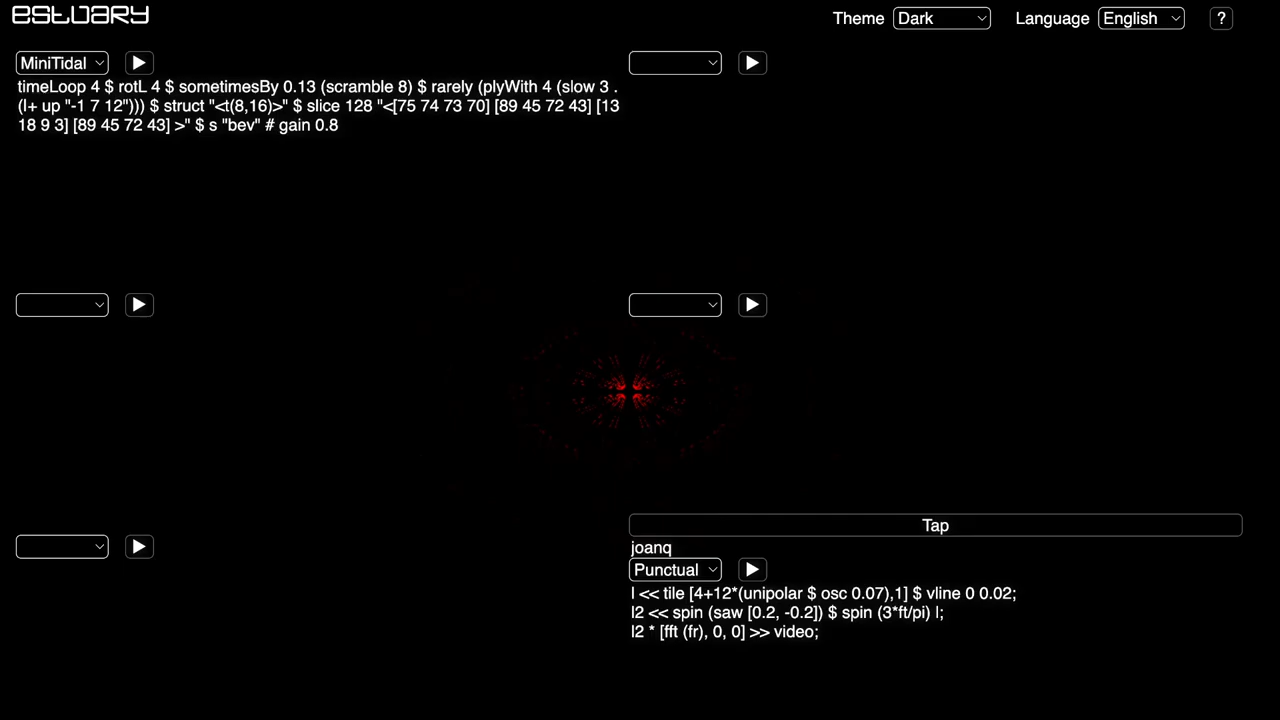 estuary
Theme Dark Language English ?
MiniTidal
timeLoop 4 $ rotL 4 $ sometimesBy 0.13 (scramble 8) $ rarely (plyWith 4 (slow 3 .
(|+ up "-1 7 12"))) $ struct "<t(8,16)>" $ slice 128 "<[75 74 73 70] [89 45 72 43] [13
18 9 3] [89 45 72 43] >" $ s "bev" # gain 0.8
Tap
joanq
Punctual
l << tile [4+12*(unipolar $ osc 0.07),1] $ vline 0 0.02;
l2 << spin (saw [0.2, -0.2]) $ spin (3*ft/pi) l;
l2 * [fft (fr), 0, 0] >> video;